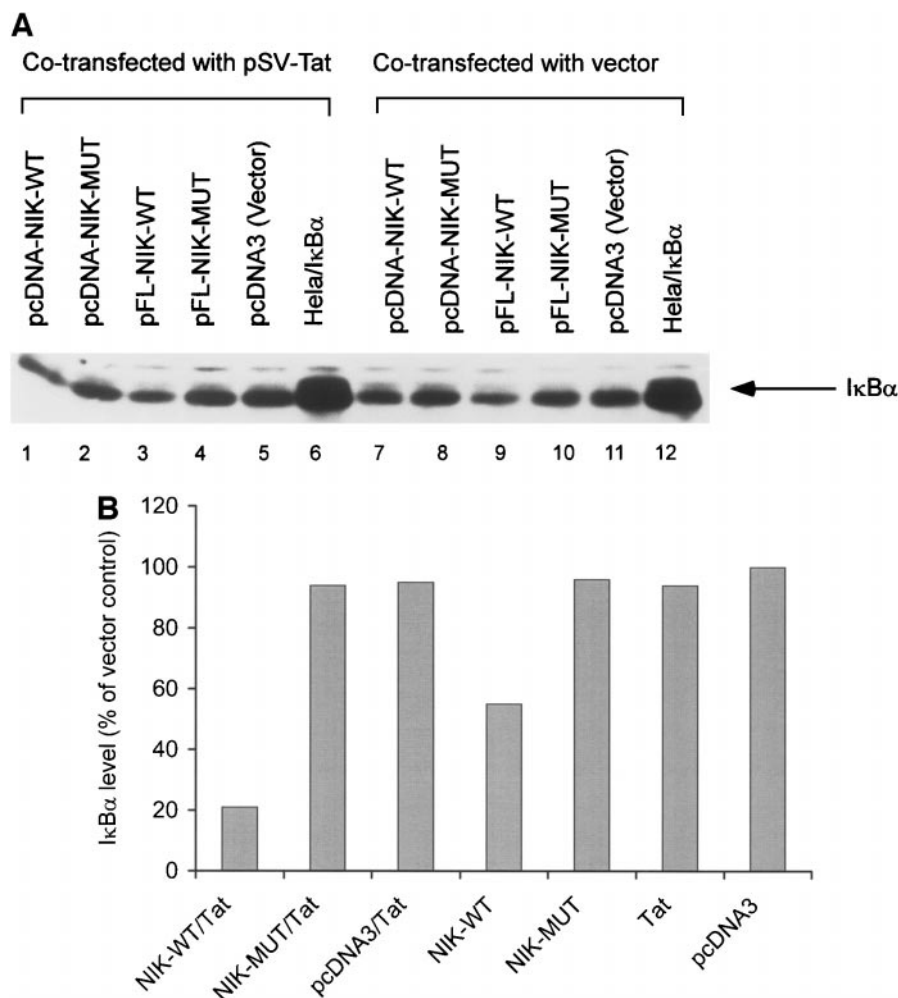 A
Co-transfected with pSV-Tat
Co-transfected with vector
pcDNA-NIK-WT
pcDNA-NIK-MUT
pFL-NIK-WT
pFL-NIK-MUT
pcDNA3 (Vector)
Hela/IκBα
pcDNA-NIK-WT
pcDNA-NIK-MUT
pFL-NIK-WT
pFL-NIK-MUT
pcDNA3 (Vector)
Hela/IκBα
IκBα
1 2 3 4 5 6 7 8 9 10 11 12
B
IκBα level (% of vector control)
120
100
80
60
40
20
0
NIK-WT/Tat
NIK-MUT/Tat
pcDNA3/Tat
NIK-WT
NIK-MUT
Tat
pcDNA3